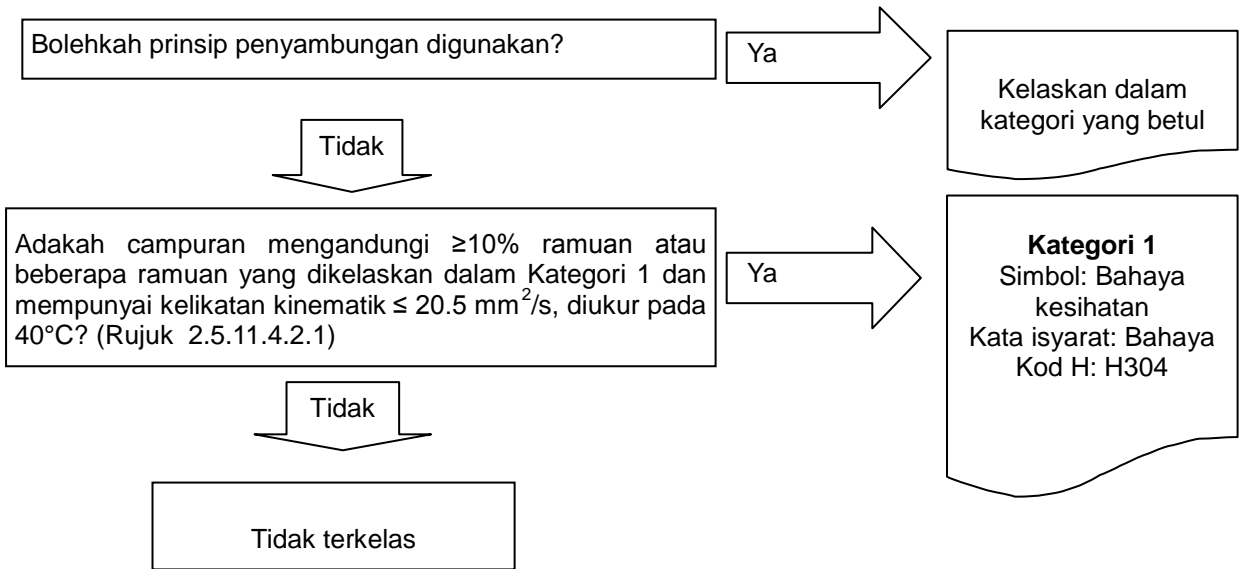 Bolehkah prinsip penyambungan digunakan?
Ya
Kelaskan dalam
kategori yang betul
Tidak
Adakah campuran mengandungi ≥10% ramuan atau
beberapa ramuan yang dikelaskan dalam Kategori 1 dan
mempunyai kelikatan kinematik ≤ 20.5 mm²/s, diukur pada
40°C? (Rujuk 2.5.11.4.2.1)
Ya
Kategori 1
Simbol: Bahaya
kesihatan
Kata isyarat: Bahaya
Kod H: H304
Tidak
Tidak terkelas